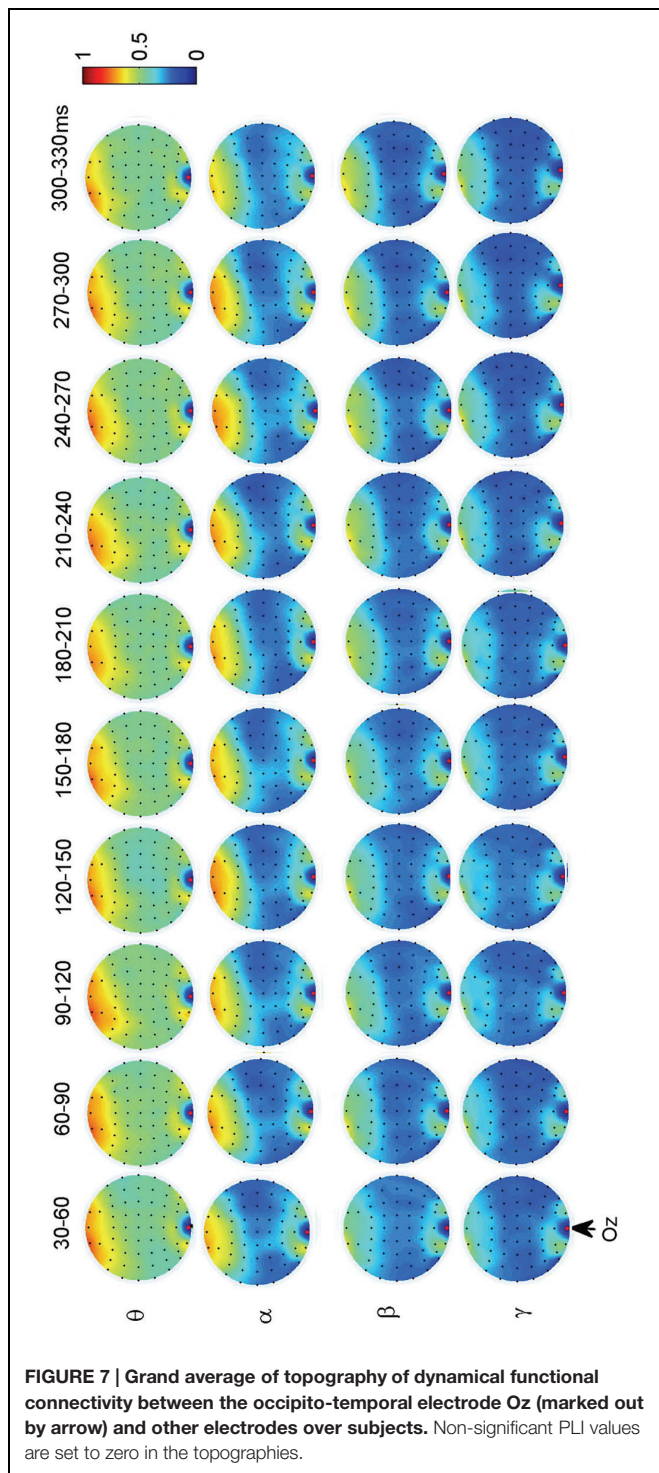 30-60 60-90 90-120 120-150 150-180 180-210 210-240 240-270 270-300 300-330ms
1
0.5
0
θ
α
β
γ
Oz
FIGURE 7 | Grand average of topography of dynamical functional
connectivity between the occipito-temporal electrode Oz (marked out
by arrow) and other electrodes over subjects. Non-significant PLI values
are set to zero in the topographies.